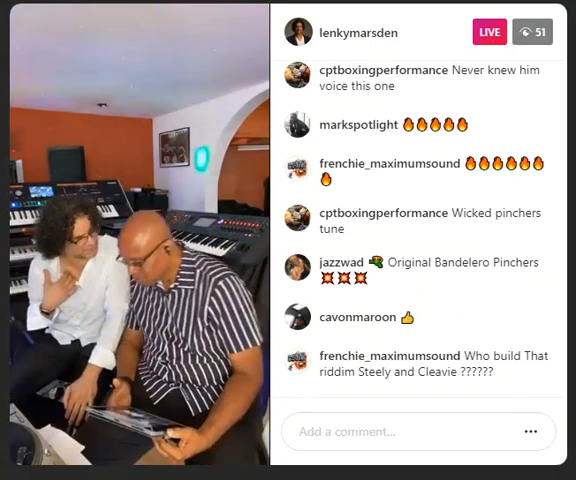 lenkymarsden
LIVE
51
cptboxingperformance Never knew him
voice this one
markspotlight 🔥🔥🔥🔥🔥
frenchie_maximumsound 🔥🔥🔥🔥🔥🔥
🔥
cptboxingperformance Wicked pinchers
tune
jazzwad 🔫 Original Bandelero Pinchers
💥💥💥
cavonmaroon 👍
frenchie_maximumsound Who build That
riddim Steely and Cleavie ??????
Add a comment...